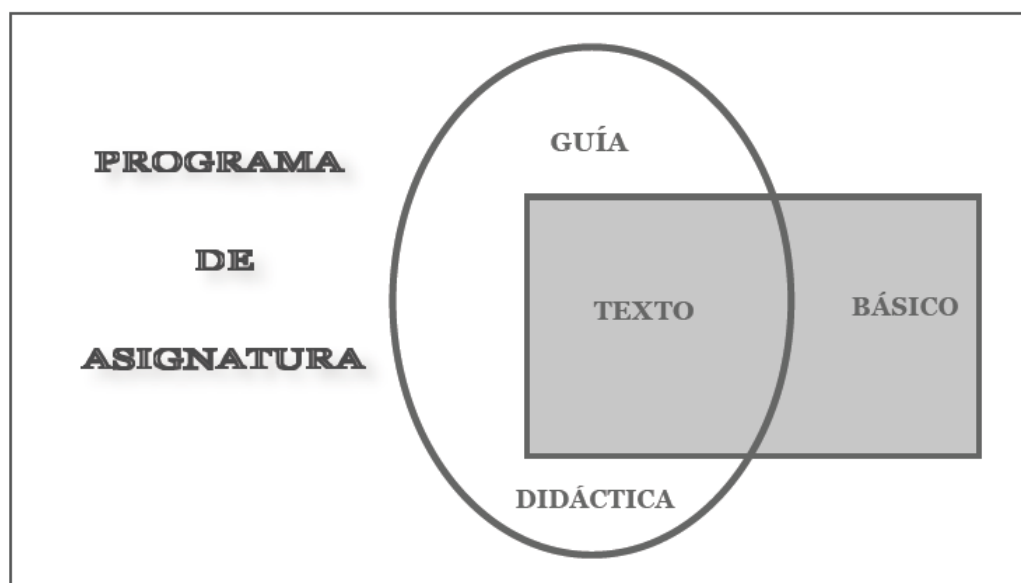 PROGRAMA
DE
ASIGNATURA
GUÍA
TEXTO
BÁSICO
DIDÁCTICA